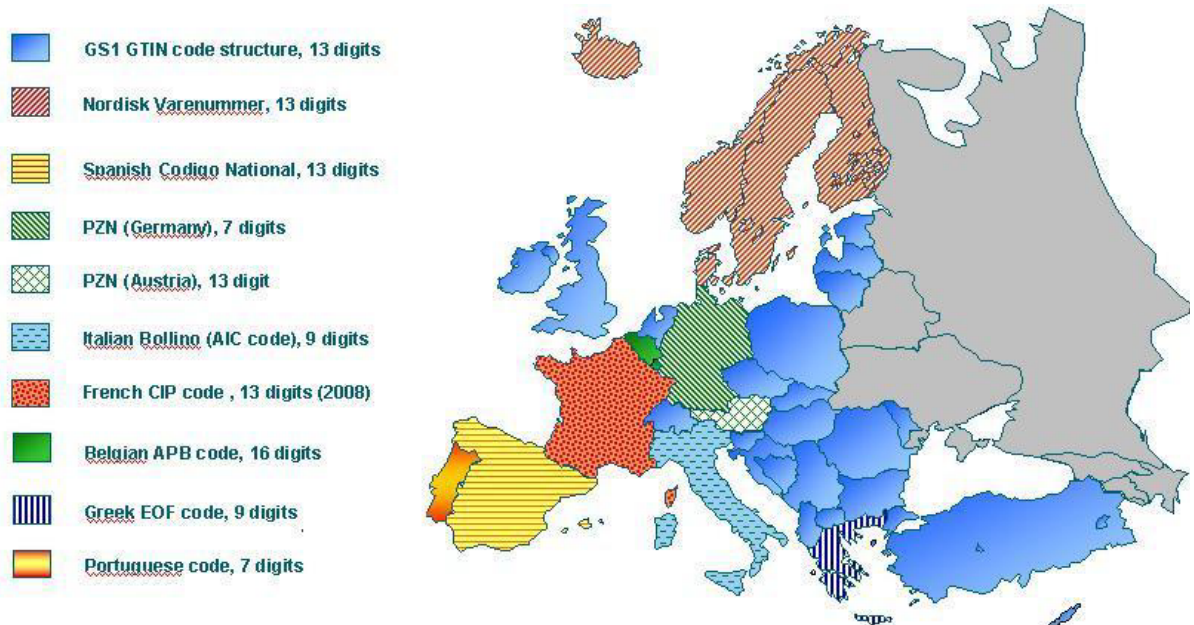 GS1 GTIN code structure, 13 digits
Nordisk Varenummer, 13 digits
Spanish Codigo National, 13 digits
PZN (Germany), 7 digits
PZN (Austria), 13 digit
Italian Bollino (AIC code), 9 digits
French CIP code , 13 digits (2008)
Belgian APB code, 16 digits
Greek EOF code, 9 digits
Portuguese code, 7 digits